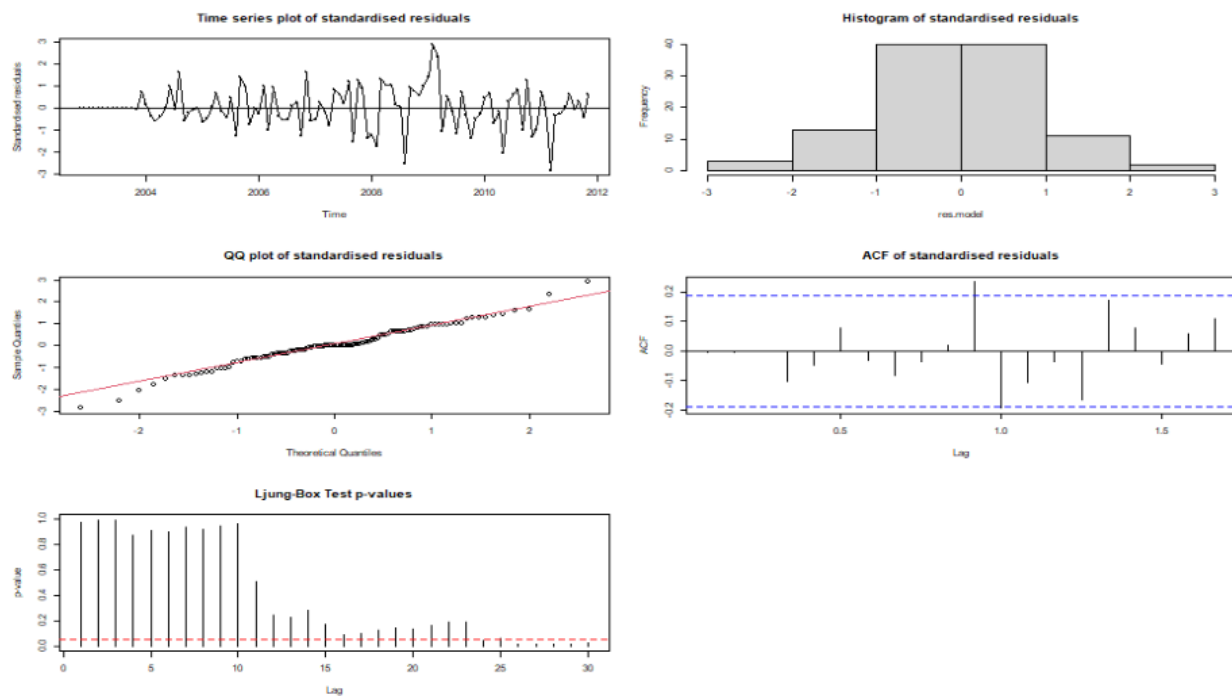 Time series plot of standardised residuals
Standardised residuals
3
2
1
0
-1
-2
-3
2004 2006 2008 2010 2012
Time
Histogram of standardised residuals
Frequency
40
30
20
10
0
-3 -2 -1 0 1 2 3
res.model
QQ plot of standardised residuals
Sample Quantiles
3
2
1
0
-1
-2
-3
-2 -1 0 1 2
Theoretical Quantiles
ACF of standardised residuals
ACF
0.2
0.1
0.0
-0.1
-0.2
0.5 1.0 1.5
Lag
Ljung-Box Test p-values
p-value
1.0
0.8
0.6
0.4
0.2
0.0
0 5 10 15 20 25 30
Lag